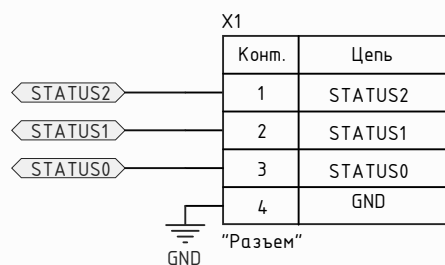 X1
Конт. Цепь
STATUS2 1 STATUS2
STATUS1 2 STATUS1
STATUS0 3 STATUS0
4 GND
GND "Разъем"